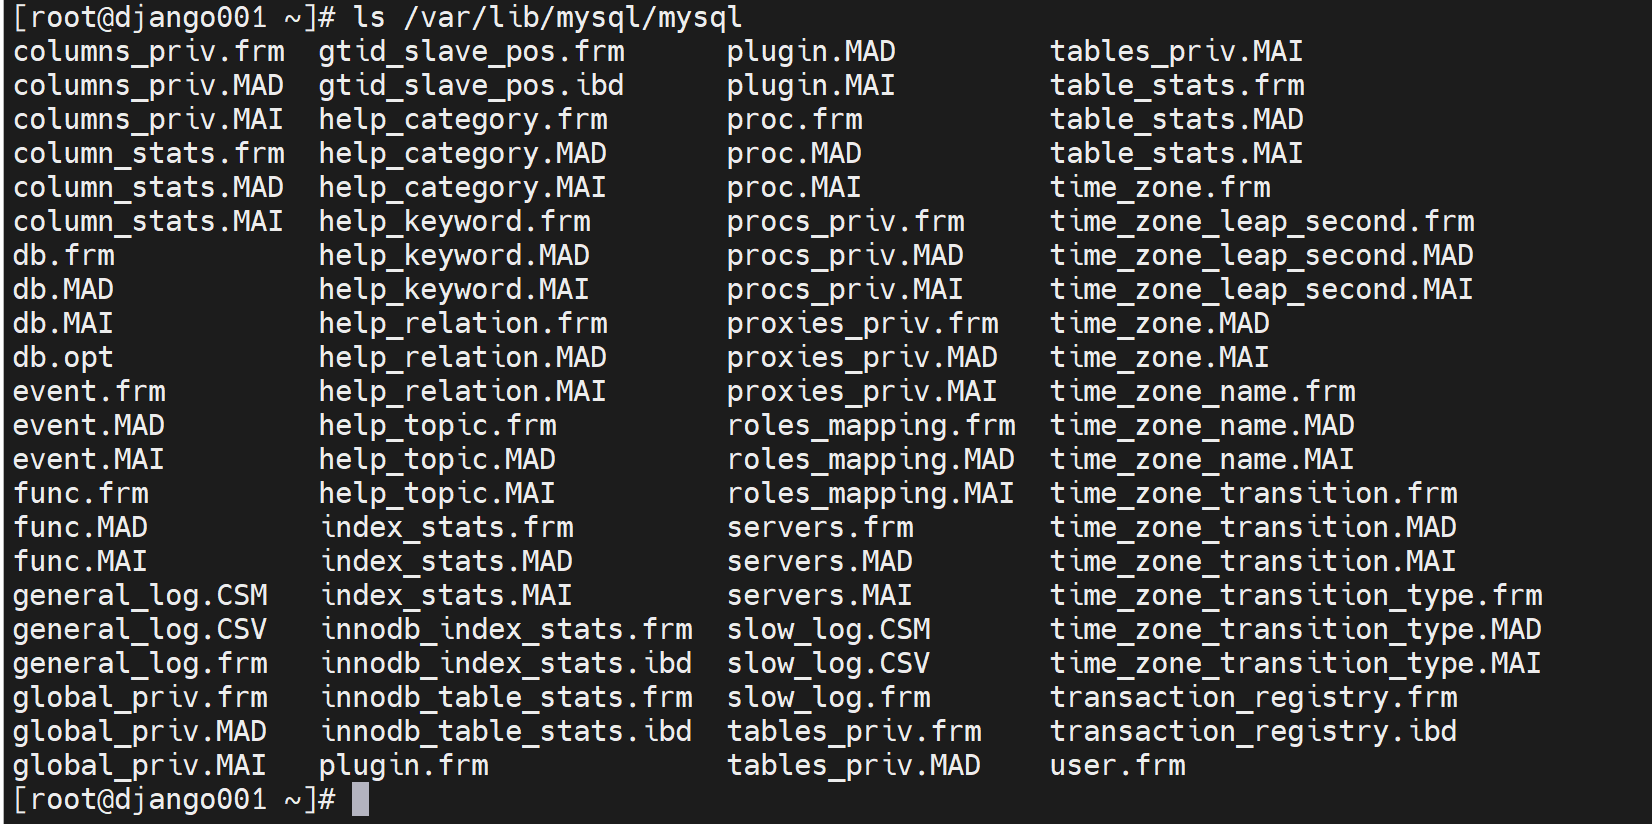 [root@django001 ~]# ls /var/lib/mysql/mysql
columns_priv.frm  gtid_slave_pos.frm      plugin.MAD         tables_priv.MAI
columns_priv.MAD  gtid_slave_pos.ibd      plugin.MAI         table_stats.frm
columns_priv.MAI  help_category.frm       proc.frm           table_stats.MAD
column_stats.frm  help_category.MAD       proc.MAD           table_stats.MAI
column_stats.MAD  help_category.MAI       proc.MAI           time_zone.frm
column_stats.MAI  help_keyword.frm        procs_priv.frm     time_zone_leap_second.frm
db.frm            help_keyword.MAD        procs_priv.MAD     time_zone_leap_second.MAD
db.MAD            help_keyword.MAI        procs_priv.MAI     time_zone_leap_second.MAI
db.MAI            help_relation.frm       proxies_priv.frm   time_zone.MAD
db.opt            help_relation.MAD       proxies_priv.MAD   time_zone.MAI
event.frm         help_relation.MAI       proxies_priv.MAI   time_zone_name.frm
event.MAD         help_topic.frm          roles_mapping.frm  time_zone_name.MAD
event.MAI         help_topic.MAD          roles_mapping.MAD  time_zone_name.MAI
func.frm          help_topic.MAI          roles_mapping.MAI  time_zone_transition.frm
func.MAD          index_stats.frm         servers.frm        time_zone_transition.MAD
func.MAI          index_stats.MAD         servers.MAD        time_zone_transition.MAI
general_log.CSM   index_stats.MAI         servers.MAI        time_zone_transition_type.frm
general_log.CSV   innodb_index_stats.frm  slow_log.CSM       time_zone_transition_type.MAD
general_log.frm   innodb_index_stats.ibd  slow_log.CSV       time_zone_transition_type.MAI
global_priv.frm   innodb_table_stats.frm  slow_log.frm       transaction_registry.frm
global_priv.MAD   innodb_table_stats.ibd  tables_priv.frm    transaction_registry.ibd
global_priv.MAI   plugin.frm              tables_priv.MAD    user.frm
[root@django001 ~]#